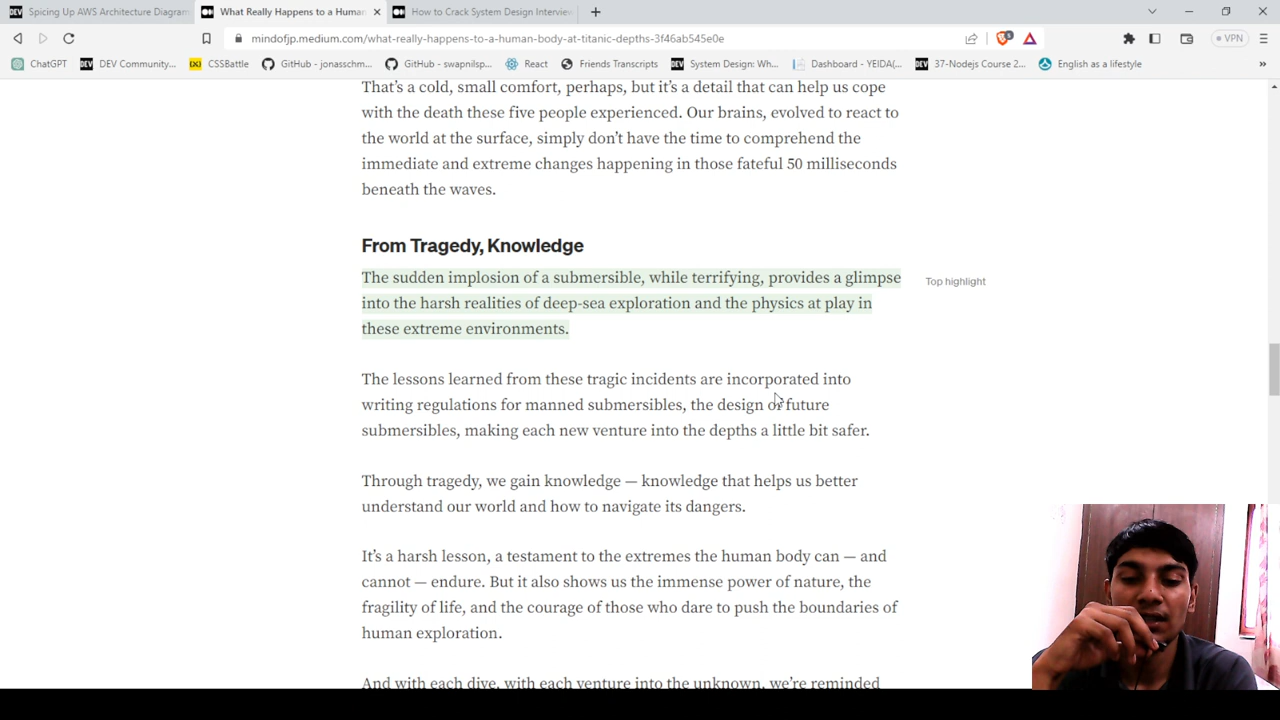 Spicing Up AWS Architecture Diagram
What Really Happens to a Human
How to Crack System Design Interview
mindofjp.medium.com/what-really-happens-to-a-human-body-at-titanic-depths-3f46ab545e0e
5
VPN
ChatGPT
DEV Community...
CSSBattle
GitHub - jonasschm...
GitHub - swapnilsp...
React
Friends Transcripts
System Design: Wh...
Dashboard - YEIDA(...
37-Nodejs Course 2...
English as a lifestyle
That's a cold, small comfort, perhaps, but it's a detail that can help us cope
with the death these five people experienced. Our brains, evolved to react to
the world at the surface, simply don't have the time to comprehend the
immediate and extreme changes happening in those fateful 50 milliseconds
beneath the waves.
From Tragedy, Knowledge
The sudden implosion of a submersible, while terrifying, provides a glimpse
into the harsh realities of deep-sea exploration and the physics at play in
these extreme environments.
Top highlight
The lessons learned from these tragic incidents are incorporated into
writing regulations for manned submersibles, the design of future
submersibles, making each new venture into the depths a little bit safer.
Through tragedy, we gain knowledge — knowledge that helps us better
understand our world and how to navigate its dangers.
It's a harsh lesson, a testament to the extremes the human body can — and
cannot — endure. But it also shows us the immense power of nature, the
fragility of life, and the courage of those who dare to push the boundaries of
human exploration.
And with each dive, with each venture into the unknown, we're reminded